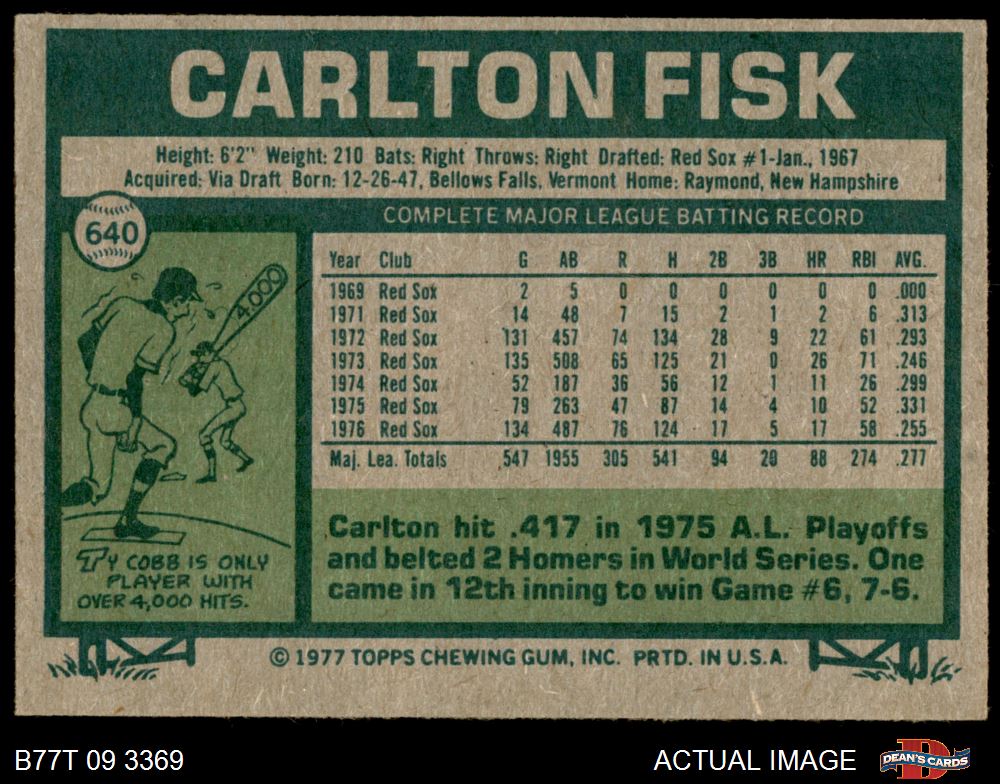 CARLTON FISK
Height: 6'2" Weight: 210 Bats: Right Throws: Right Drafted: Red Sox #1-Jan., 1967
Acquired: Via Draft Born: 12-26-47, Bellows Falls, Vermont Home: Raymond, New Hampshire
640
COMPLETE MAJOR LEAGUE BATTING RECORD
Year Club G AB R H 2B 3B HR RBI AVG.
1969 Red Sox 2 5 0 0 0 0 0 0 .000
1971 Red Sox 14 48 7 15 2 1 2 6 .313
1972 Red Sox 131 457 74 134 28 9 22 61 .293
1973 Red Sox 135 508 65 125 21 0 26 71 .246
1974 Red Sox 52 187 36 56 12 1 11 26 .299
1975 Red Sox 79 263 47 87 14 4 10 52 .331
1976 Red Sox 134 487 76 124 17 5 17 58 .255
Maj. Lea. Totals 547 1955 305 541 94 20 88 274 .277
4,000
TY COBB IS ONLY
PLAYER WITH
OVER 4,000 HITS.
Carlton hit .417 in 1975 A.L. Playoffs
and belted 2 Homers in World Series. One
came in 12th inning to win Game #6, 7-6.
© 1977 TOPPS CHEWING GUM, INC. PRTD. IN U.S.A.
B77T 09 3369
ACTUAL IMAGE
D
DEAN'S CARDS